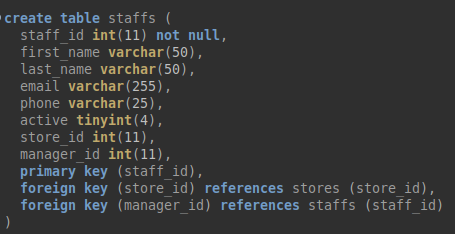 create table staffs (
staff_id int(11) not null,
first_name varchar(50),
last_name varchar(50),
email varchar(255),
phone varchar(25),
active tinyint(4),
store_id int(11),
manager_id int(11),
primary key (staff_id),
foreign key (store_id) references stores (store_id),
foreign key (manager_id) references staffs (staff_id)
)